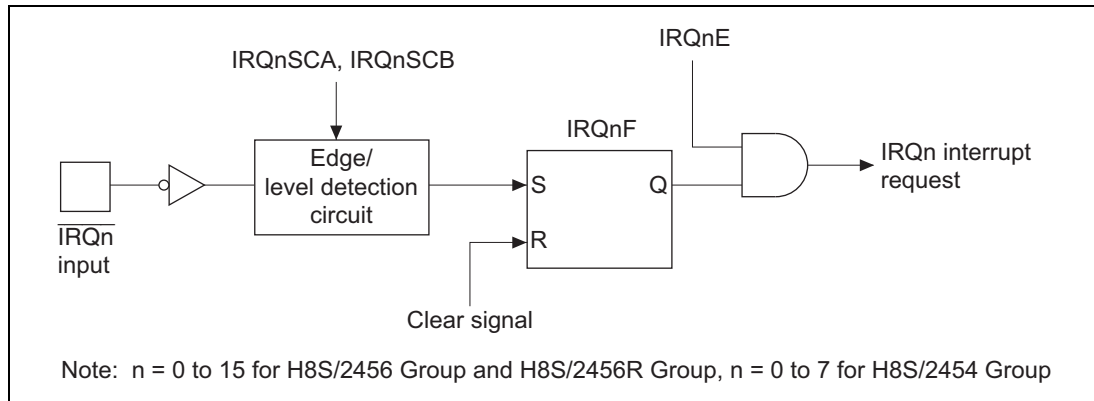 IRQnE
IRQnSCA, IRQnSCB
IRQnF
Edge/
level detection
circuit
S
Q
R
IRQn interrupt
request
IRQn
input
Clear signal
Note: n = 0 to 15 for H8S/2456 Group and H8S/2456R Group, n = 0 to 7 for H8S/2454 Group